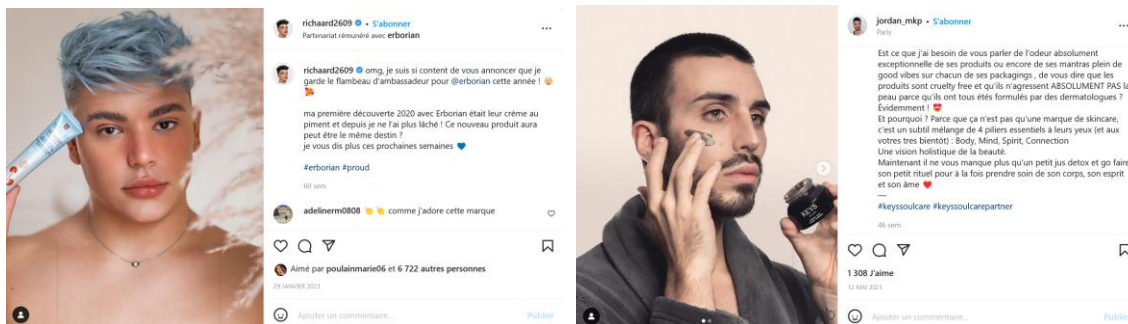 richaard2609 • S'abonner
Partenariat rémunéré avec erborian
richaard2609 omg, je suis si content de vous annoncer que je
garde le flambeau d'ambassadeur pour @erborian cette année ! 🤯
🥰
ma première découverte 2020 avec Erborian était leur crème au
piment et depuis je ne l'ai plus lâché ! Ce nouveau produit aura
peut être le même destin ?
je vous dis plus ces prochaines semaines 💙
#erborian #proud
60 sem
adelinerm0808 👏 👏 comme j'adore cette marque
Aimé par poulainmarie06 et 6 722 autres personnes
29 JANVIER 2021
Ajouter un commentaire...
Publier
jordan_mkp • S'abonner
Paris
Est ce que j'ai besoin de vous parler de l'odeur absolument
exceptionnelle de ses produits ou encore de ses mantras plein de
good vibes sur chacun de ses packagings , de vous dire que les
produits sont cruelty free et qu'ils n'agressent ABSOLUMENT PAS la
peau parce qu'ils ont tous étés formulés par des dermatologues ?
Évidemment ! 😍
Et pourquoi ? Parce que ça n'est pas qu'une marque de skincare,
c'est un subtil mélange de 4 piliers essentiels à leurs yeux (et aux
votres tres bientôt) : Body, Mind, Spirit, Connection
Une vision holistique de la beauté.
Maintenant il ne vous manque plus qu'un petit jus detox et go faire
son petit rituel pour à la fois prendre soin de son corps, son esprit
et son âme ❤️
—
#keyssoulcare #keyssoulcarepartner
46 sem
1 308 J'aime
12 MAI 2021
Ajouter un commentaire...
Publier
KEYS